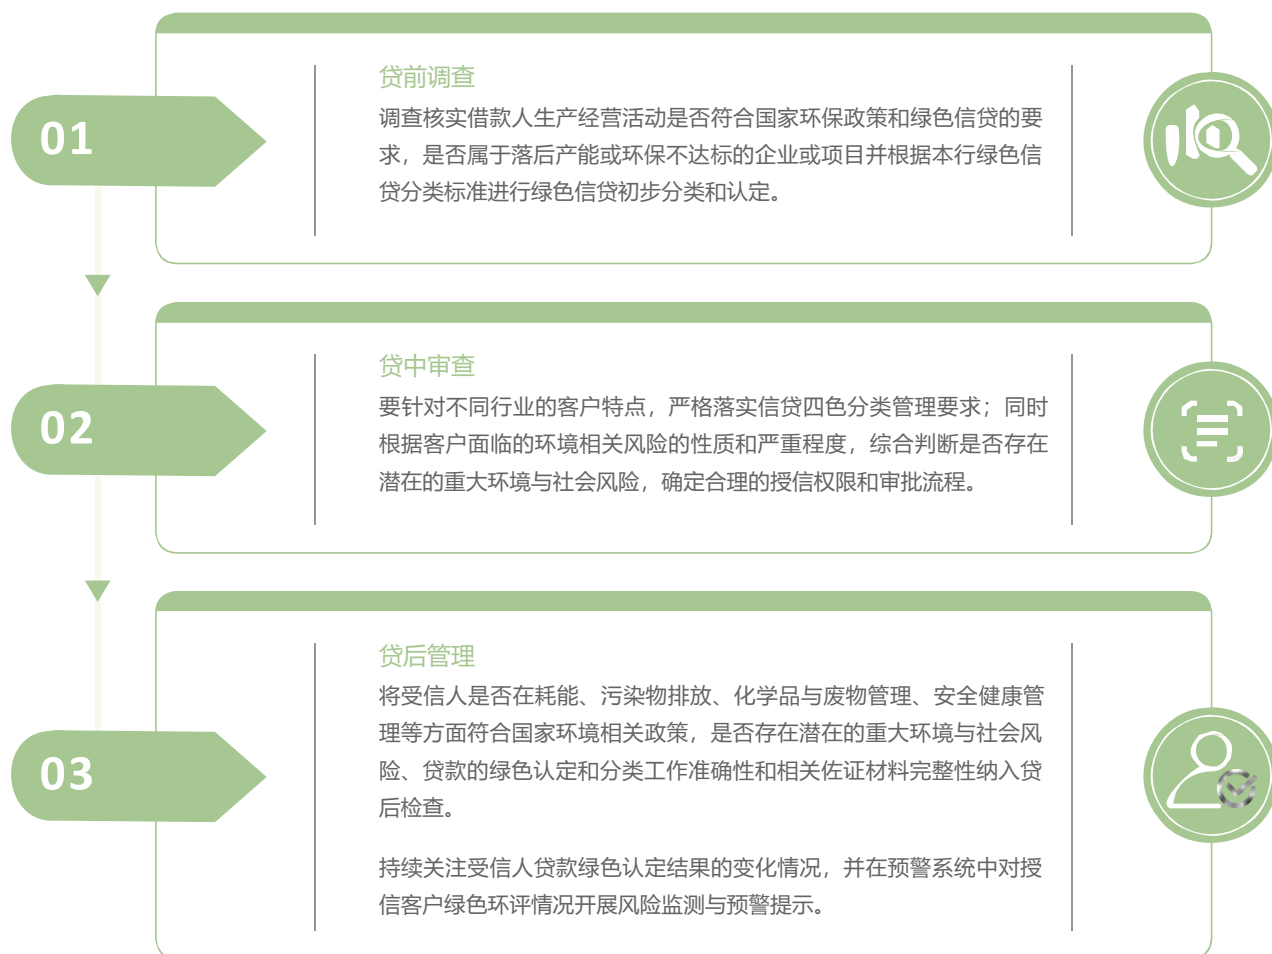 01
贷前调查
调查核实借款人生产经营活动是否符合国家环保政策和绿色信贷的要
求，是否属于落后产能或环保不达标的企业或项目并根据本行绿色信
贷分类标准进行绿色信贷初步分类和认定。
02
贷中审查
要针对不同行业的客户特点，严格落实信贷四色分类管理要求；同时
根据客户面临的环境相关风险的性质和严重程度，综合判断是否存在
潜在的重大环境与社会风险，确定合理的授信权限和审批流程。
03
贷后管理
将受信人是否在耗能、污染物排放、化学品与废物管理、安全健康管
理等方面符合国家环境相关政策，是否存在潜在的重大环境与社会风
险、贷款的绿色认定和分类工作准确性和相关佐证材料完整性纳入贷
后检查。
持续关注受信人贷款绿色认定结果的变化情况，并在预警系统中对授
信客户绿色环评情况开展风险监测与预警提示。